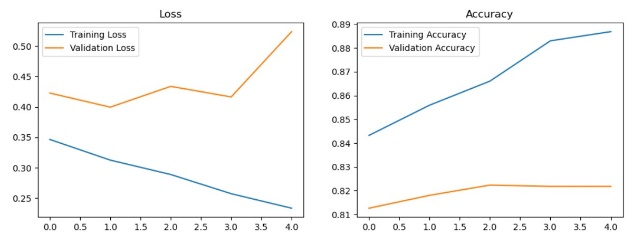 Loss
Training Loss
Validation Loss
0.50
0.45
0.40
0.35
0.30
0.25
0.0 0.5 1.0 1.5 2.0 2.5 3.0 3.5 4.0
Accuracy
Training Accuracy
Validation Accuracy
0.89
0.88
0.87
0.86
0.85
0.84
0.83
0.82
0.81
0.0 0.5 1.0 1.5 2.0 2.5 3.0 3.5 4.0